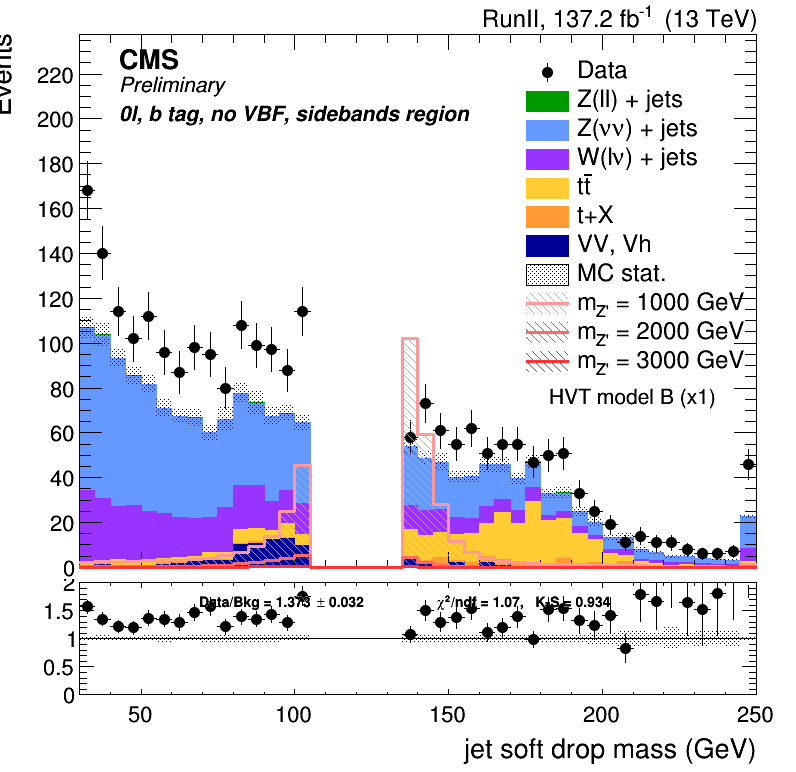 RunII, 137.2 fb⁻¹ (13 TeV)
Events
CMS
Preliminary
0l, b tag, no VBF, sidebands region
Data
Z(ll) + jets
Z(νν) + jets
W(lν) + jets
tt̄
t+X
VV, Vh
MC stat.
m_Z' = 1000 GeV
m_Z' = 2000 GeV
m_Z' = 3000 GeV
HVT model B (x1)
220
200
180
160
140
120
100
80
60
40
20
0
2
1.5
1
0.5
0
Data/Bkg = 1.373 ± 0.032
χ²/ndf = 1.07, K-S = 0.934
50 100 150 200 250
jet soft drop mass (GeV)